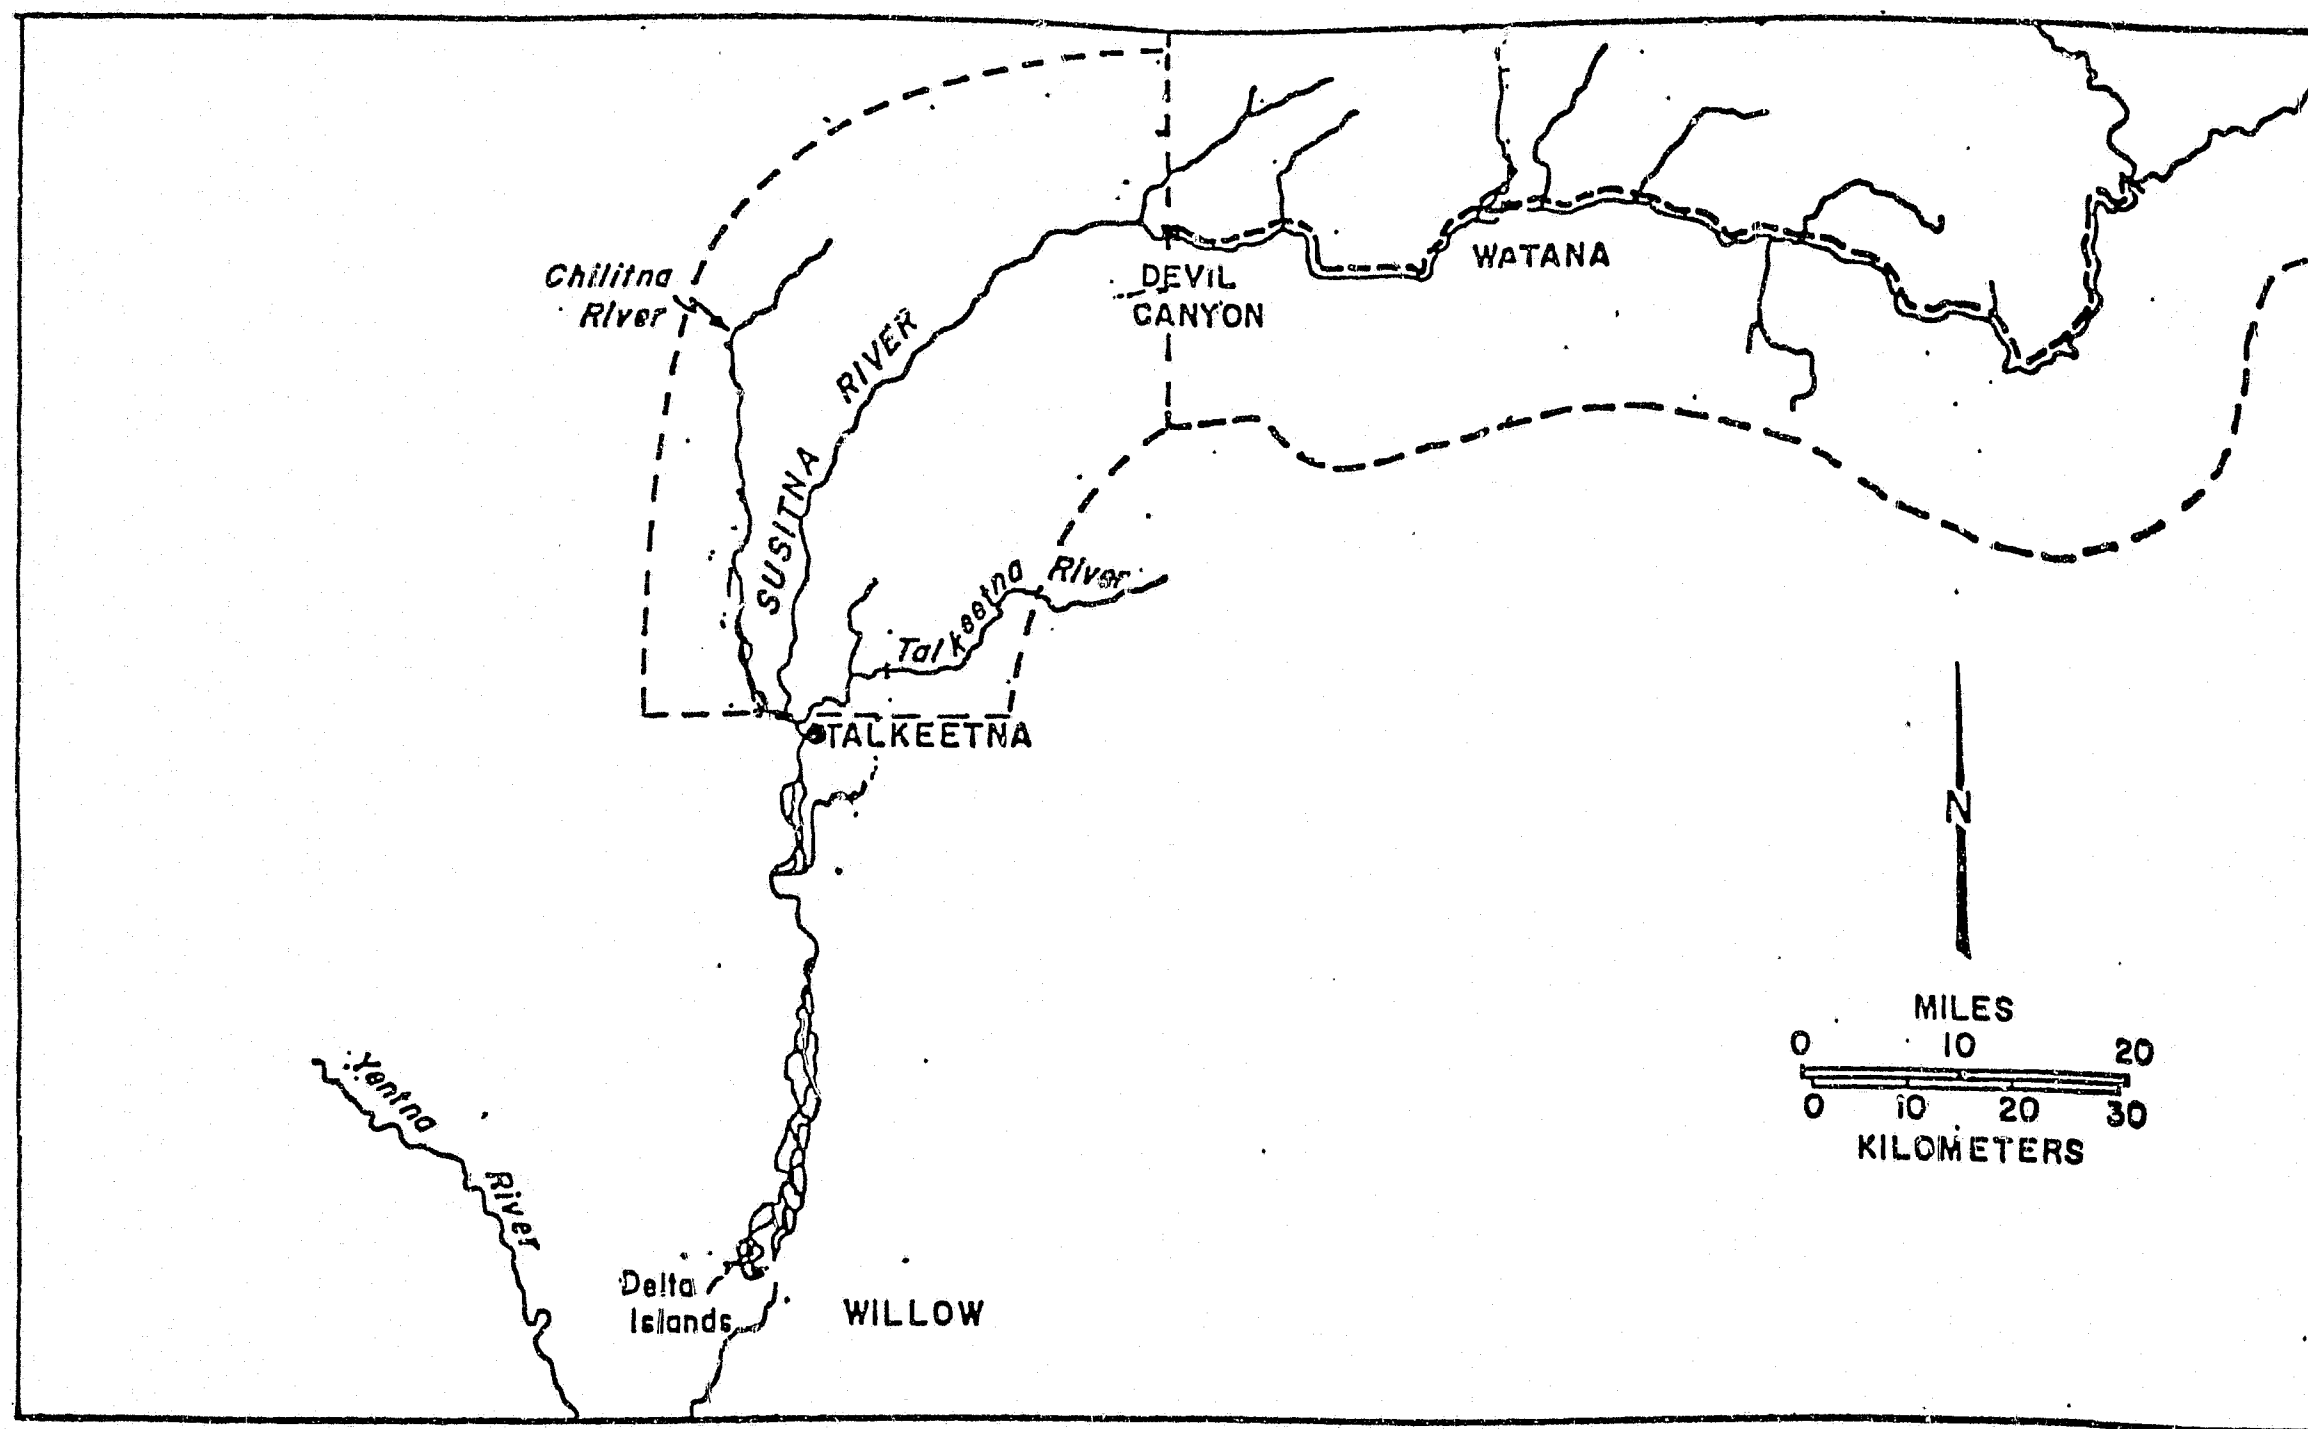 Chilitna
River
DEVIL
CANYON
WATANA
SUSITNA RIVER
Talkeetna River
TALKEETNA
N
MILES
0 10 20
0 10 20 30
KILOMETERS
Yentna River
Delta
Islands
WILLOW